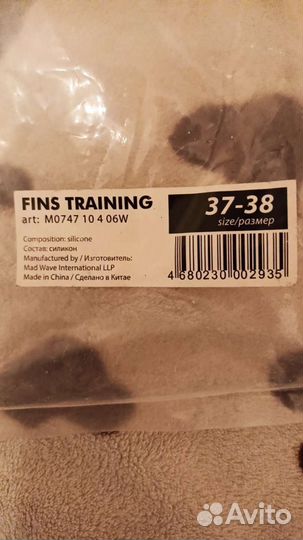 FINS TRAINING
art: M0747 10 4 06W
37-38
size/размер
Composition: silicone
Состав: силикон
Manufactured by / Изготовитель:
Mad Wave International LLP
Made in China / Сделано в Китае
4 680230 002935
Avito